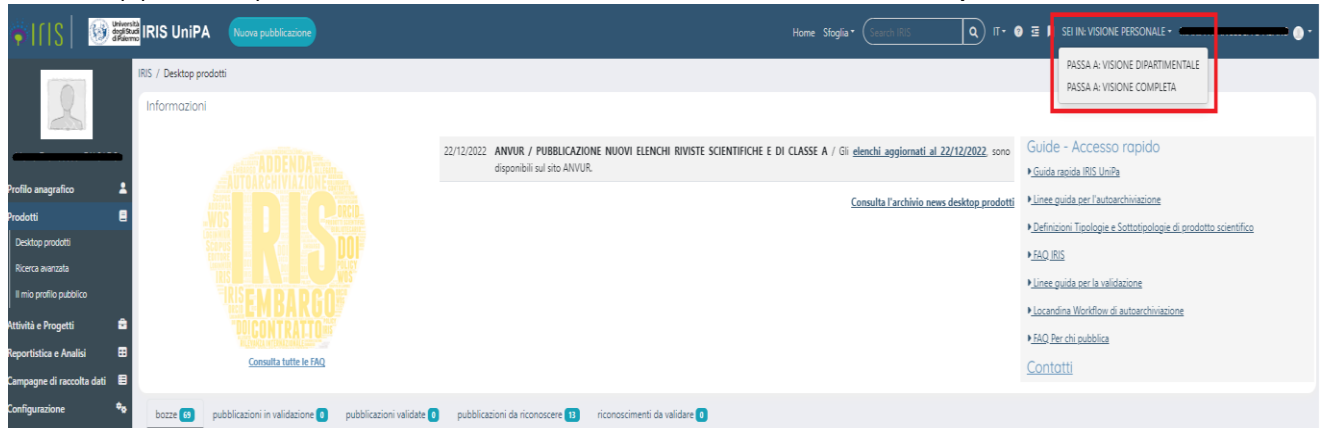 IRIS
Università
degli Studi
di Palermo
IRIS UniPA
Nuova pubblicazione
Home Sfoglia
Search IRIS
IT
SEI IN: VISIONE PERSONALE
PASSA A: VISIONE DIPARTIMENTALE
PASSA A: VISIONE COMPLETA
Profilo anagrafico
Prodotti
Desktop prodotti
Ricerca avanzata
Il mio profilo pubblico
Attività e Progetti
Reportistica e Analisi
Campagne di raccolta dati
Configurazione
IRIS / Desktop prodotti
Informazioni
ADDENDA
AUTOARCHIVIAZIONE
WOS
IRIS
DOI
IRIS
EMBARGO
DOI CONTRATTO
Consulta tutte le FAQ
22/12/2022 ANVUR / PUBBLICAZIONE NUOVI ELENCHI RIVISTE SCIENTIFICHE E DI CLASSE A / Gli elenchi aggiornati al 22/12/2022, sono
disponibili sul sito ANVUR.
Consulta l'archivio news desktop prodotti
Guide - Accesso rapido
Guida rapida IRIS UniPa
Linee guida per l'autoarchiviazione
Definizioni Tipologie e Sottotipologie di prodotto scientifico
FAQ IRIS
Linee guida per la validazione
Locandina Workflow di autoarchiviazione
FAQ Per chi pubblica
Contatti
bozze 69 pubblicazioni in validazione 0 pubblicazioni validate 0 pubblicazioni da riconoscere 13 riconoscimenti da validare 0